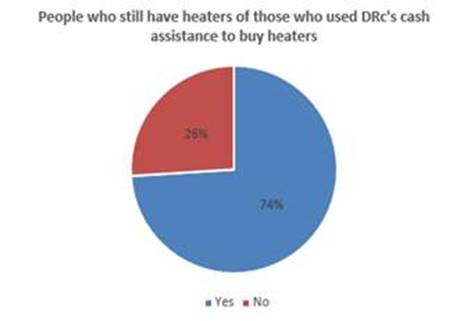 People who still have heaters of those who used DRc's cash
assistance to buy heaters
26%
74%
Yes No